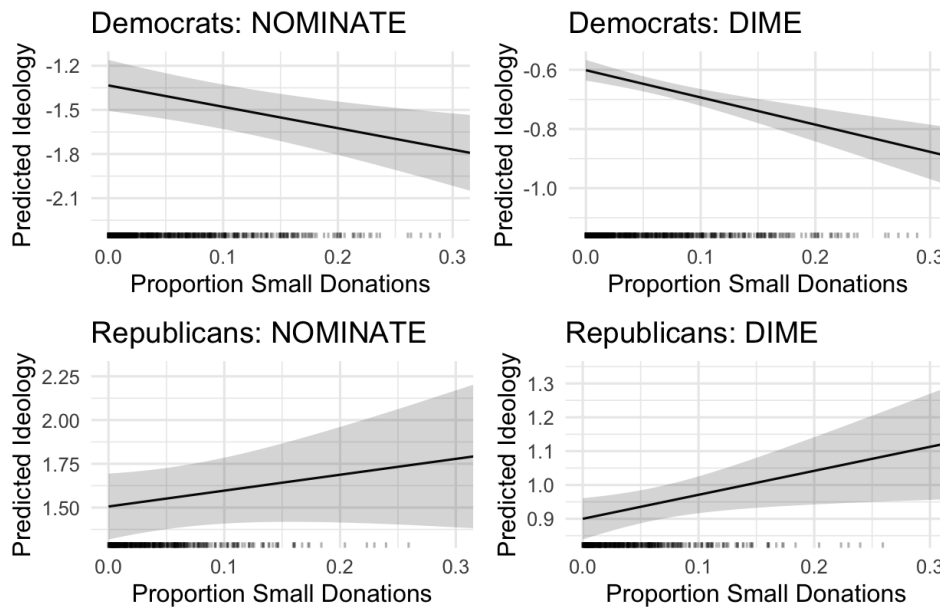 Democrats: NOMINATE
Predicted Ideology
-1.2
-1.5
-1.8
-2.1
0.0 0.1 0.2 0.3
Proportion Small Donations
Democrats: DIME
Predicted Ideology
-0.6
-0.8
-1.0
0.0 0.1 0.2 0.3
Proportion Small Donations
Republicans: NOMINATE
Predicted Ideology
2.25
2.00
1.75
1.50
0.0 0.1 0.2 0.3
Proportion Small Donations
Republicans: DIME
Predicted Ideology
1.3
1.2
1.1
1.0
0.9
0.0 0.1 0.2 0.3
Proportion Small Donations